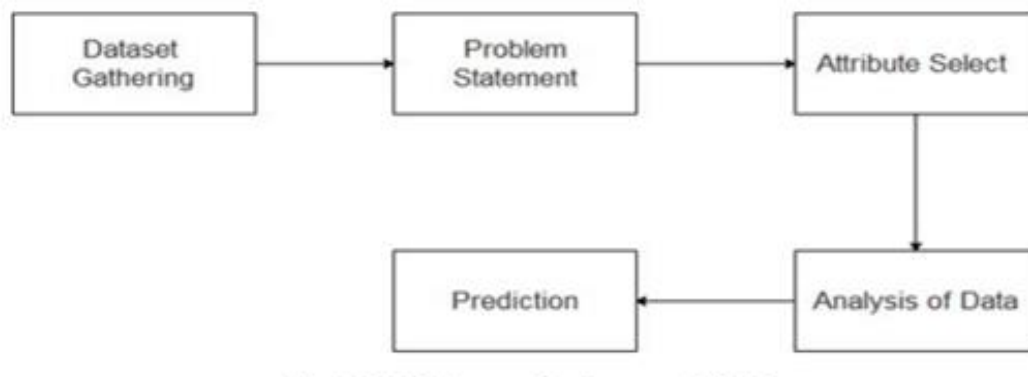 Dataset
Gathering
Problem
Statement
Attribute Select
Analysis of Data
Prediction